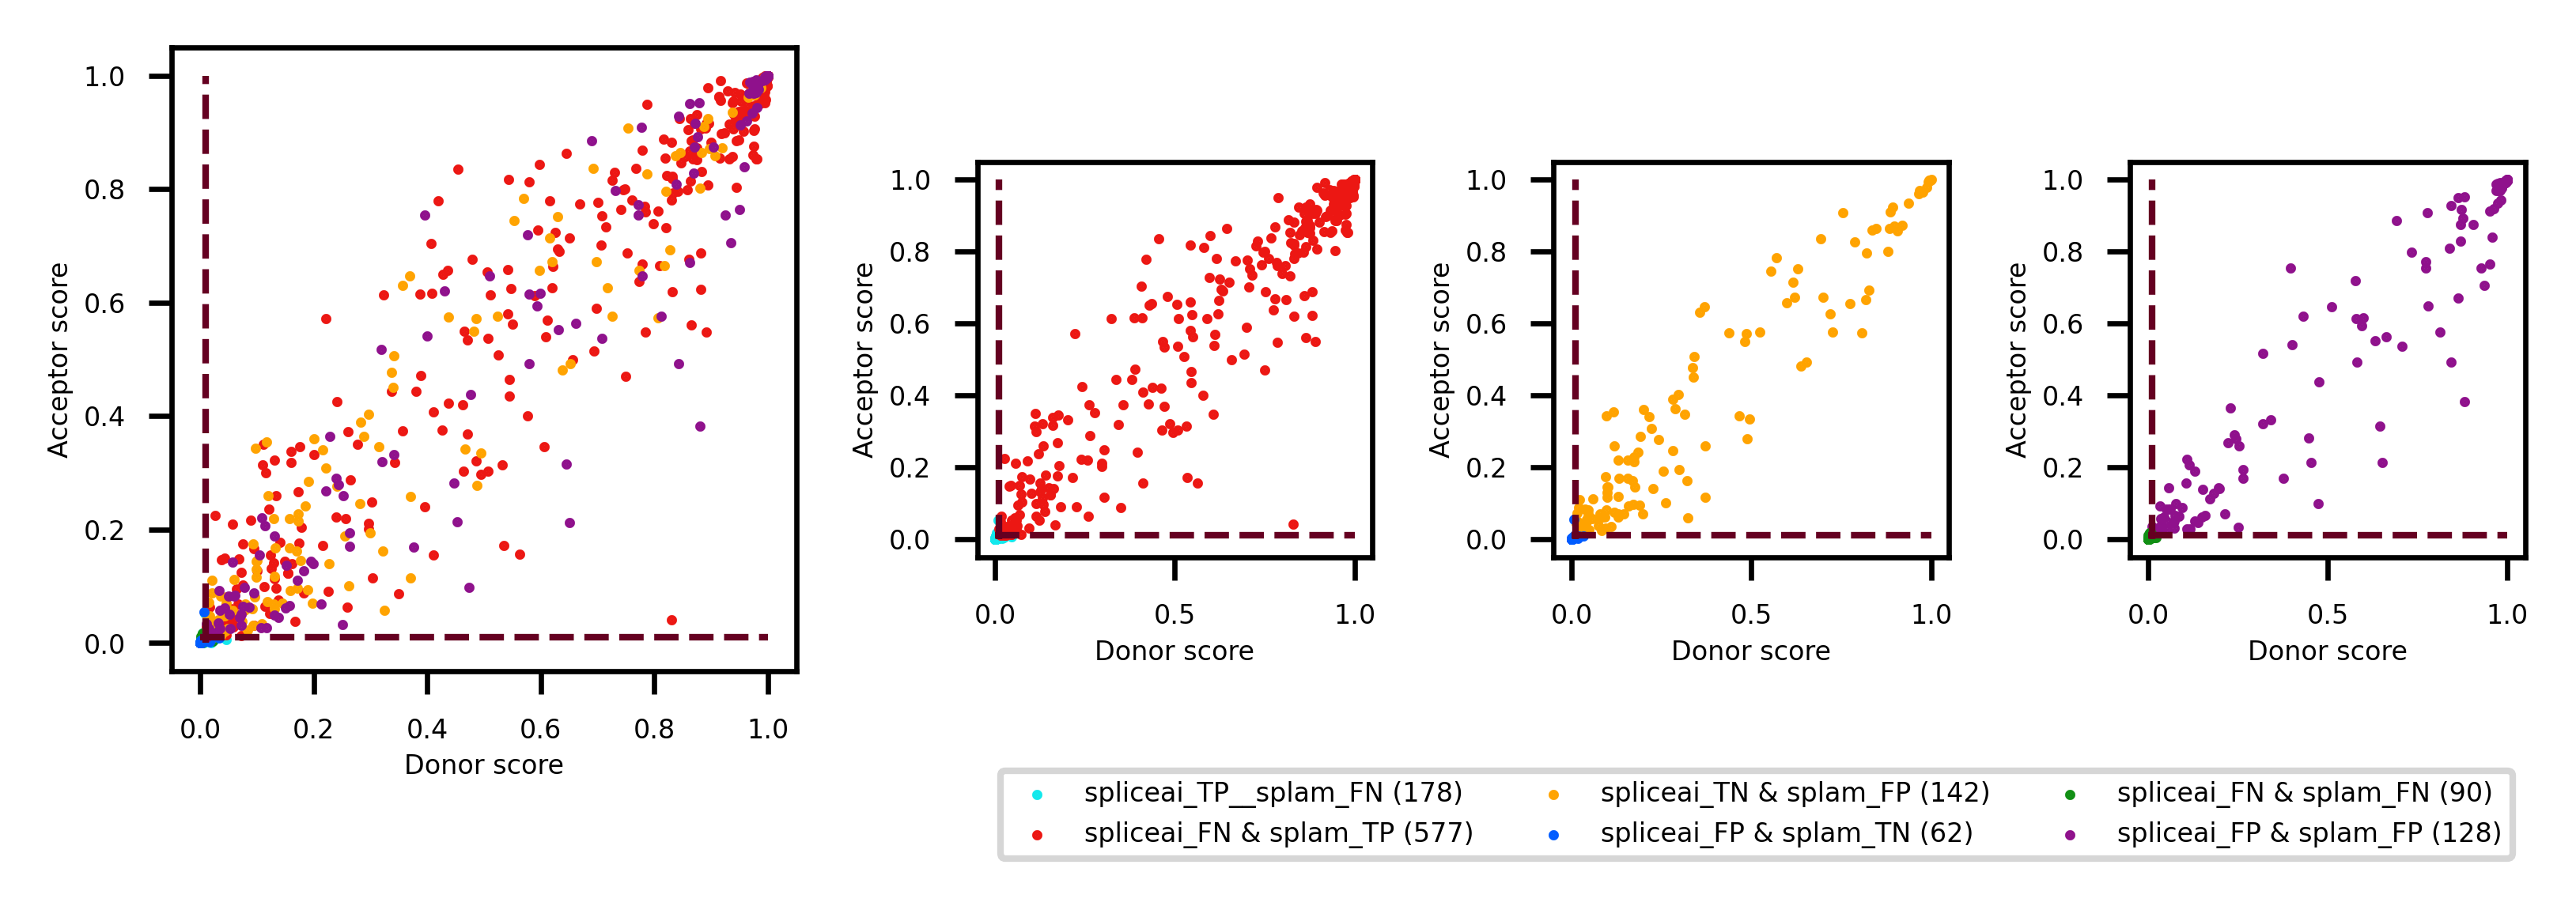 1.0
0.8
0.6
0.4
0.2
0.0
Acceptor score
0.0 0.2 0.4 0.6 0.8 1.0
Donor score
1.0
0.8
0.6
0.4
0.2
0.0
Acceptor score
0.0 0.5 1.0
Donor score
1.0
0.8
0.6
0.4
0.2
0.0
Acceptor score
0.0 0.5 1.0
Donor score
1.0
0.8
0.6
0.4
0.2
0.0
Acceptor score
0.0 0.5 1.0
Donor score
spliceai_TP__splam_FN (178)
spliceai_FN & splam_TP (577)
spliceai_TN & splam_FP (142)
spliceai_FP & splam_TN (62)
spliceai_FN & splam_FN (90)
spliceai_FP & splam_FP (128)